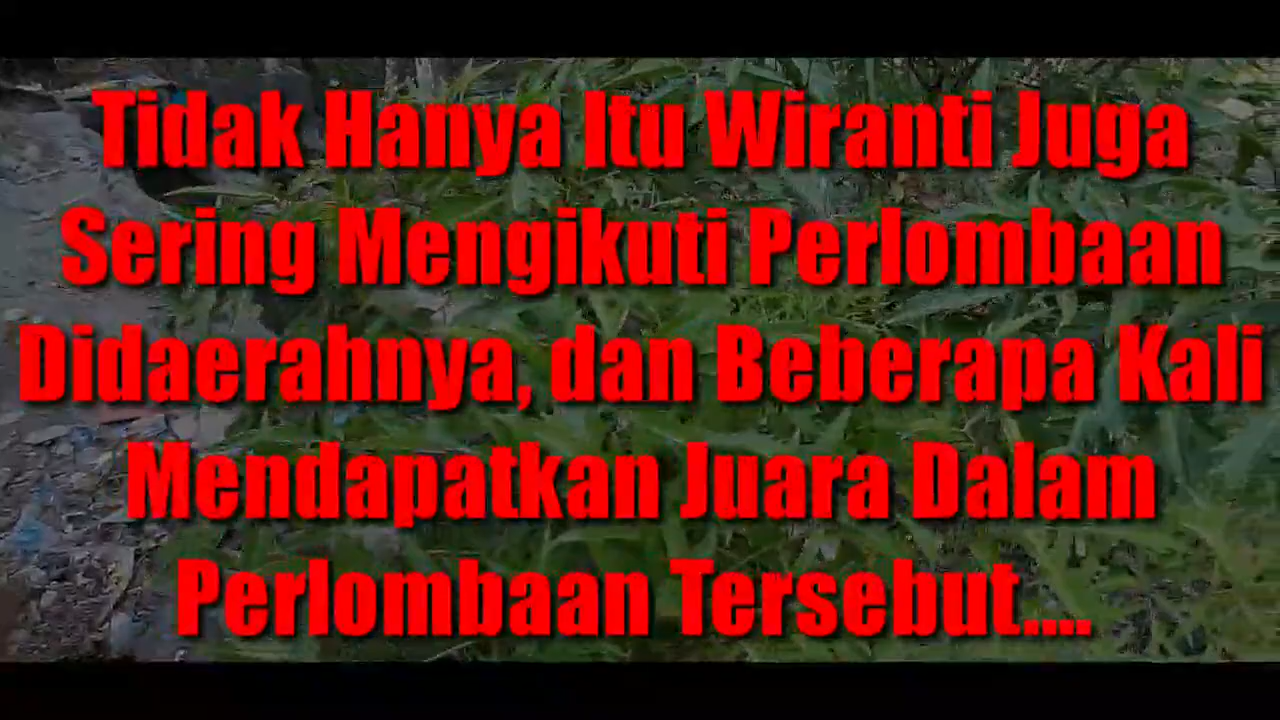 Tidak Hanya Itu Wiranti Juga
Sering Mengikuti Perlombaan
Didaerahnya, dan Beberapa Kali
Mendapatkan Juara Dalam
Perlombaan Tersebut....